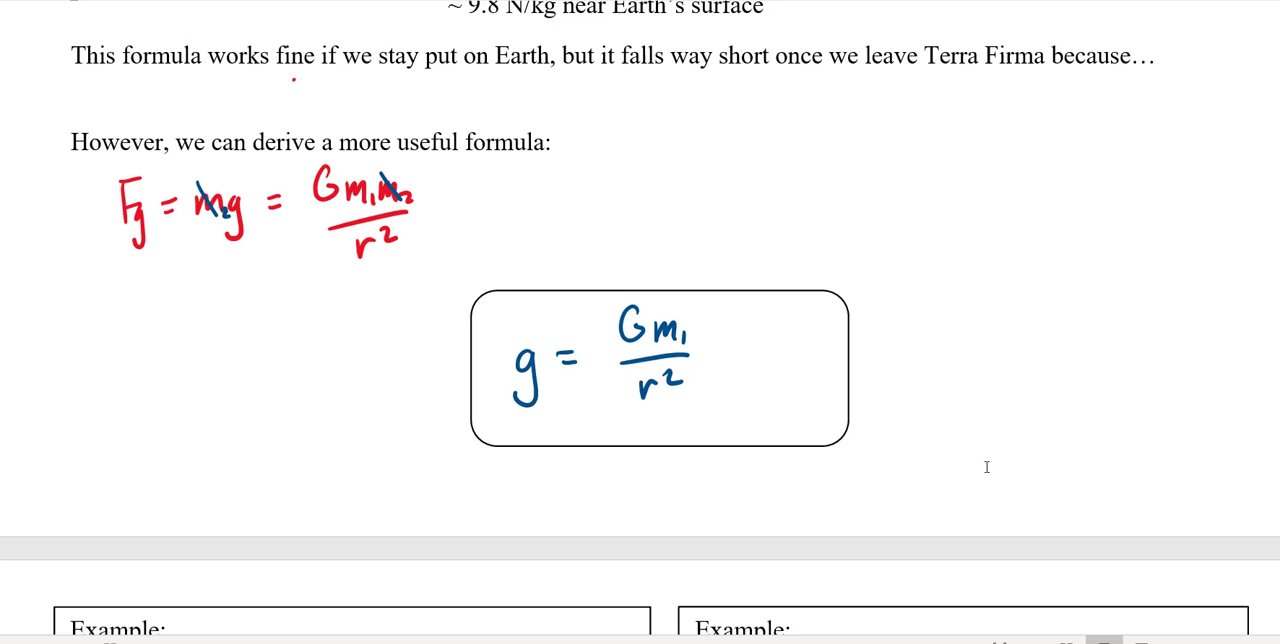 ~ 9.8 N/kg near Earth's surface
This formula works fine if we stay put on Earth, but it falls way short once we leave Terra Firma because…
However, we can derive a more useful formula:
Fg = m₂g = Gm₁m₂/r²
g = Gm₁/r²
Example: Example: